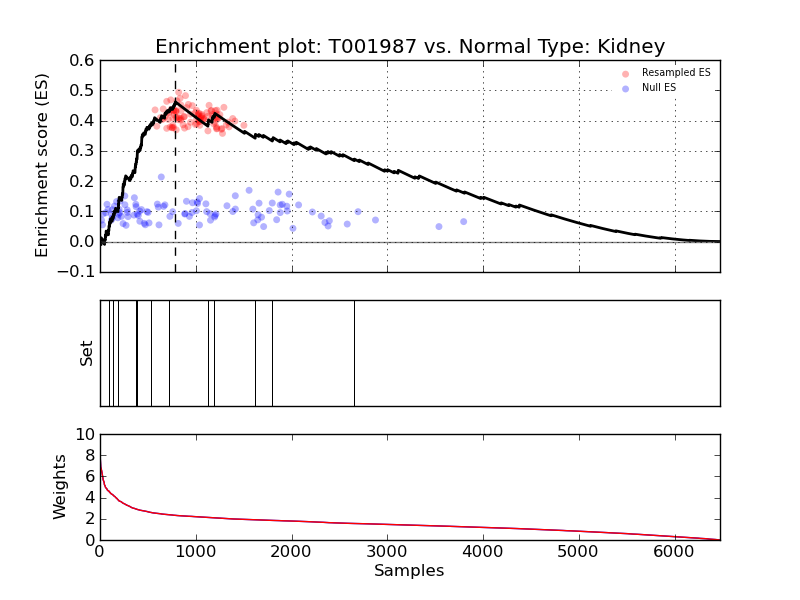 Enrichment plot: T001987 vs. Normal Type: Kidney
0.6
0.5
0.4
0.3
0.2
0.1
0.0
−0.1
Enrichment score (ES)
Resampled ES
Null ES
Set
10
8
6
4
2
0
Weights
0 1000 2000 3000 4000 5000 6000
Samples